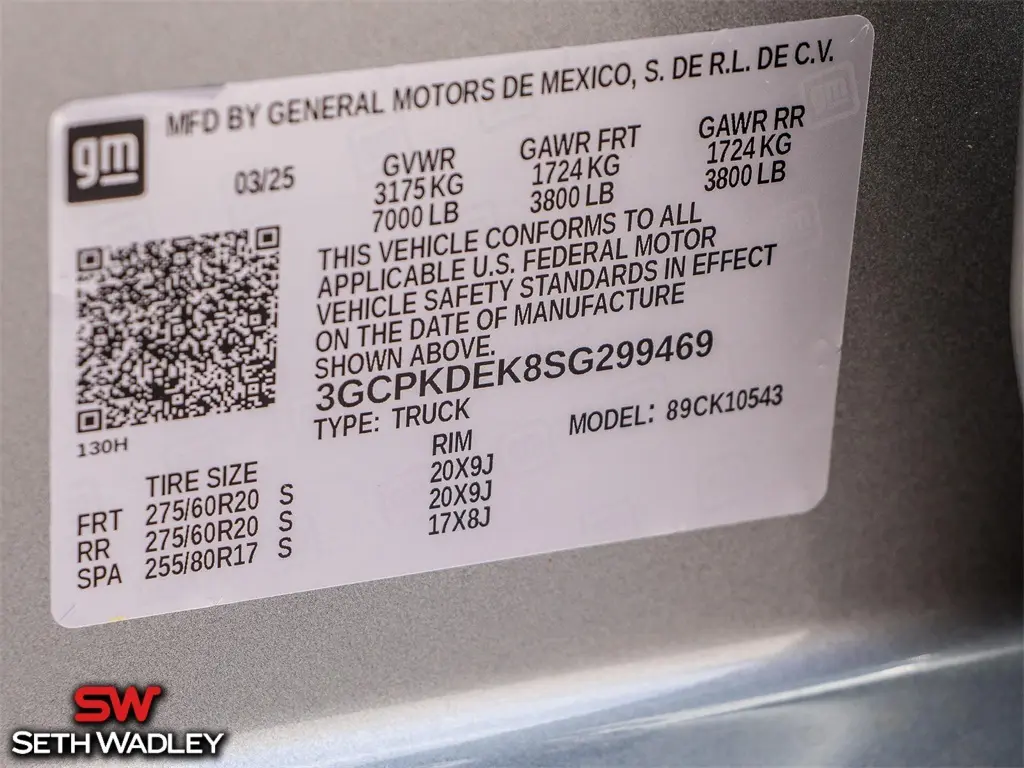 MFD BY GENERAL MOTORS DE MEXICO, S. DE R.L. DE C.V.
gm
03/25
GVWR GAWR FRT GAWR RR
3175 KG 1724 KG 1724 KG
7000 LB 3800 LB 3800 LB
THIS VEHICLE CONFORMS TO ALL
APPLICABLE U.S. FEDERAL MOTOR
VEHICLE SAFETY STANDARDS IN EFFECT
ON THE DATE OF MANUFACTURE
SHOWN ABOVE.
3GCPKDEK8SG299469
TYPE: TRUCK MODEL: 89CK10543
130H
TIRE SIZE RIM
FRT 275/60R20 S 20X9J
RR 275/60R20 S 20X9J
SPA 255/80R17 S 17X8J
SW
SETH WADLEY